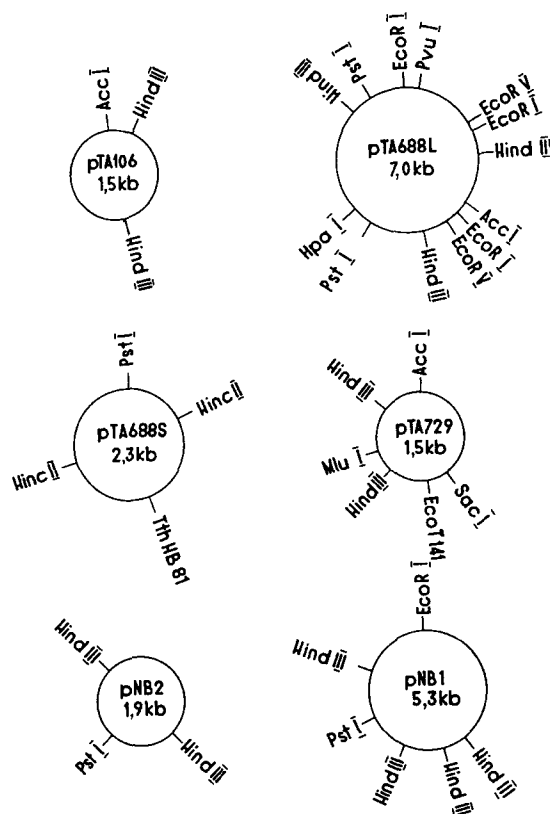 Acc I
Hind III
pTA106
1,5kb
Hind III
Hind III
Pst I
EcoR I
Pvu I
EcoR V
EcoR I
Hind III
pTA688L
7,0kb
Acc I
EcoR I
EcoR V
Hind III
Pst I
Hpa I
Pst I
Hinc II
pTA688S
2,3kb
Hinc II
Tth HB 81
Acc I
Hind III
pTA729
1,5kb
Mlu I
Hind III
EcoT141
Sac I
Hind III
pNB2
1,9kb
Pst I
Hind III
EcoR I
Hind III
pNB1
5,3kb
Pst I
Hind III
Hind III
Hind III